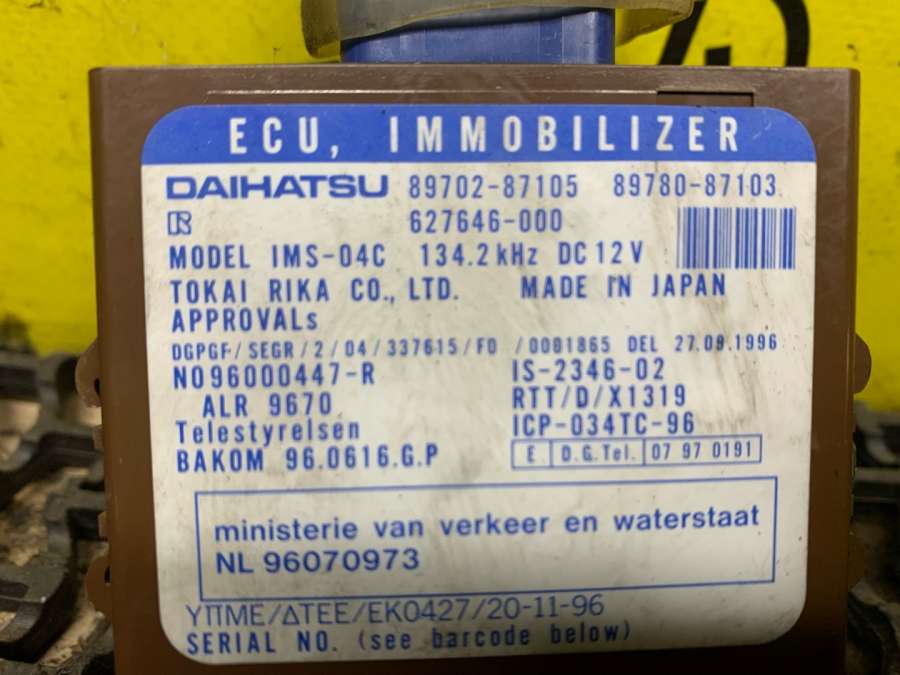 ECU, IMMOBILIZER
DAIHATSU 89702-87105 89780-87103
R 627646-000
MODEL IMS-04C 134.2kHz DC12V
TOKAI RIKA CO., LTD. MADE IN JAPAN
APPROVALs
DGPGF/SEGR/2/04/337615/FO /0081865 DEL 27.08.1996
NO96000447-R IS-2346-02
ALR 9670 RTT/D/X1319
Telestyrelsen ICP-034TC-96
BAKOM 96.0616.G.P E D.G.Tel. 07 97 0191
ministerie van verkeer en waterstaat
NL 96070973
ΥΠΜΕ/ΔΤΕΕ/ΕΚ0427/20-11-96
SERIAL NO. (see barcode below)